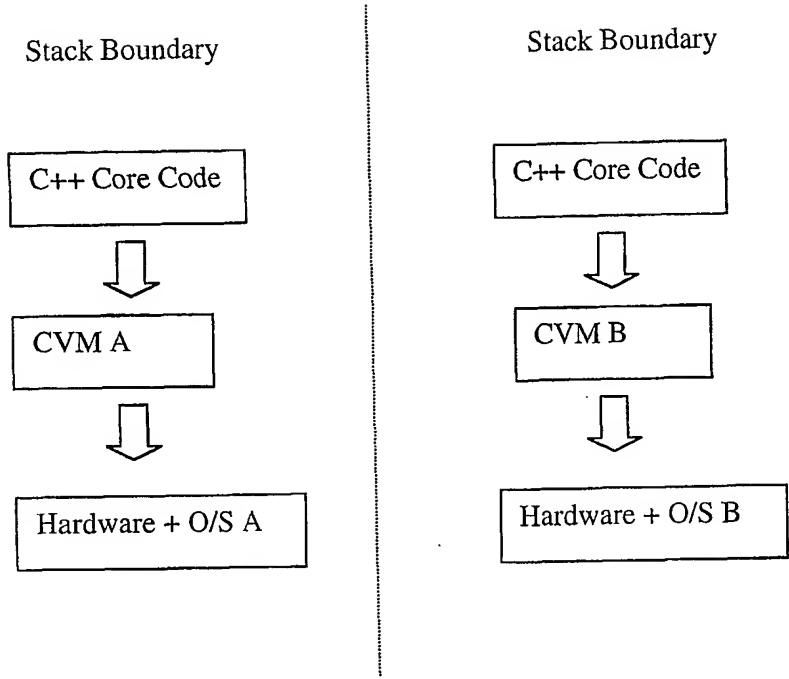 Stack Boundary
C++ Core Code
CVM A
Hardware + O/S A
Stack Boundary
C++ Core Code
CVM B
Hardware + O/S B